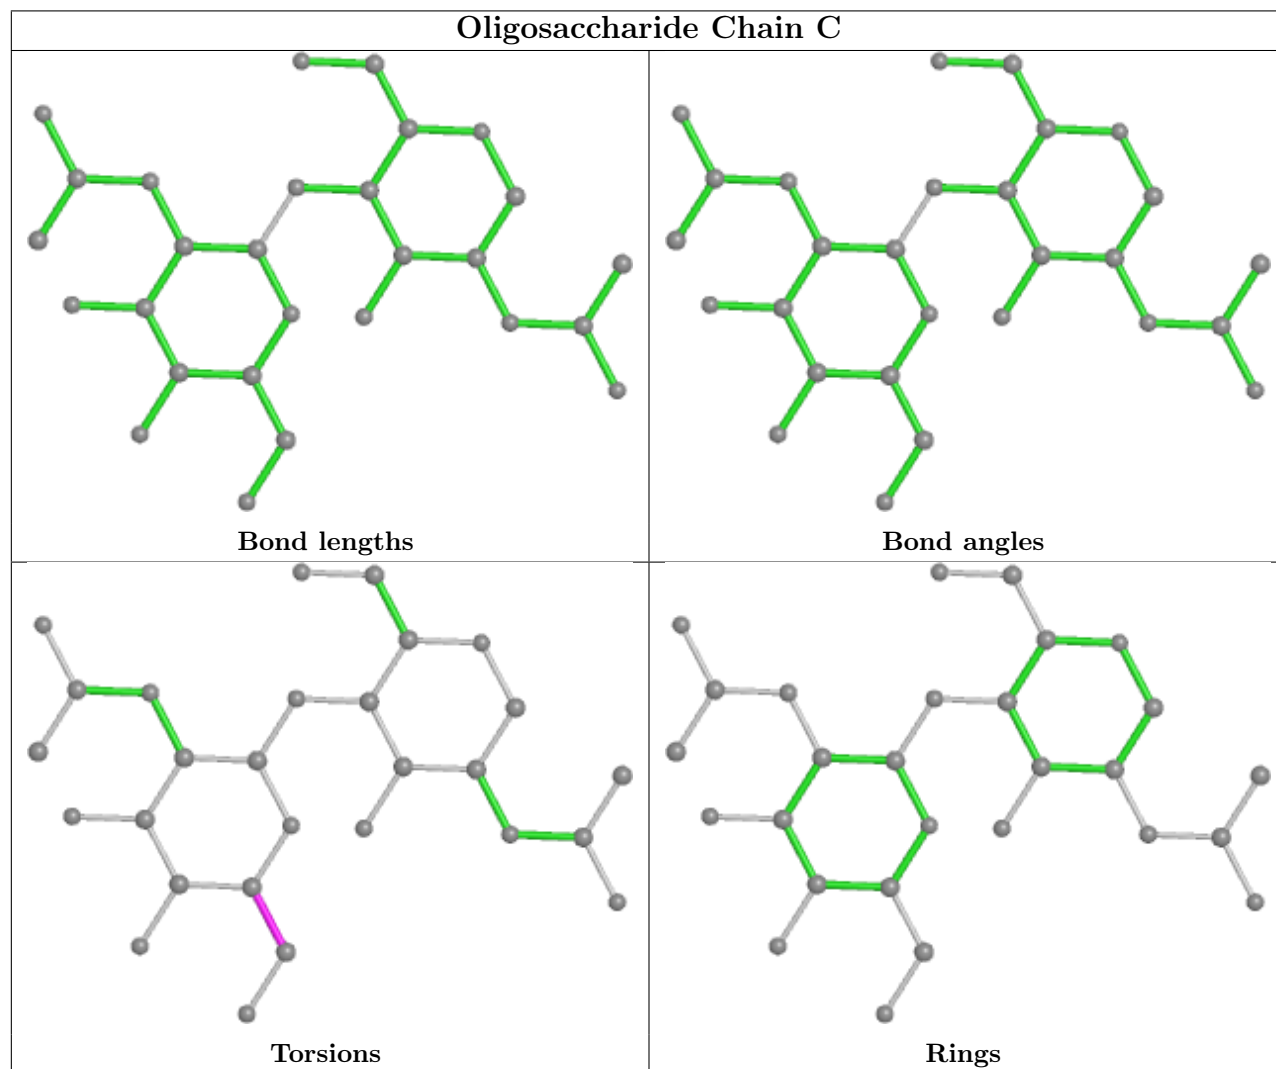 Oligosaccharide Chain C
Bond lengths
Bond angles
Torsions
Rings